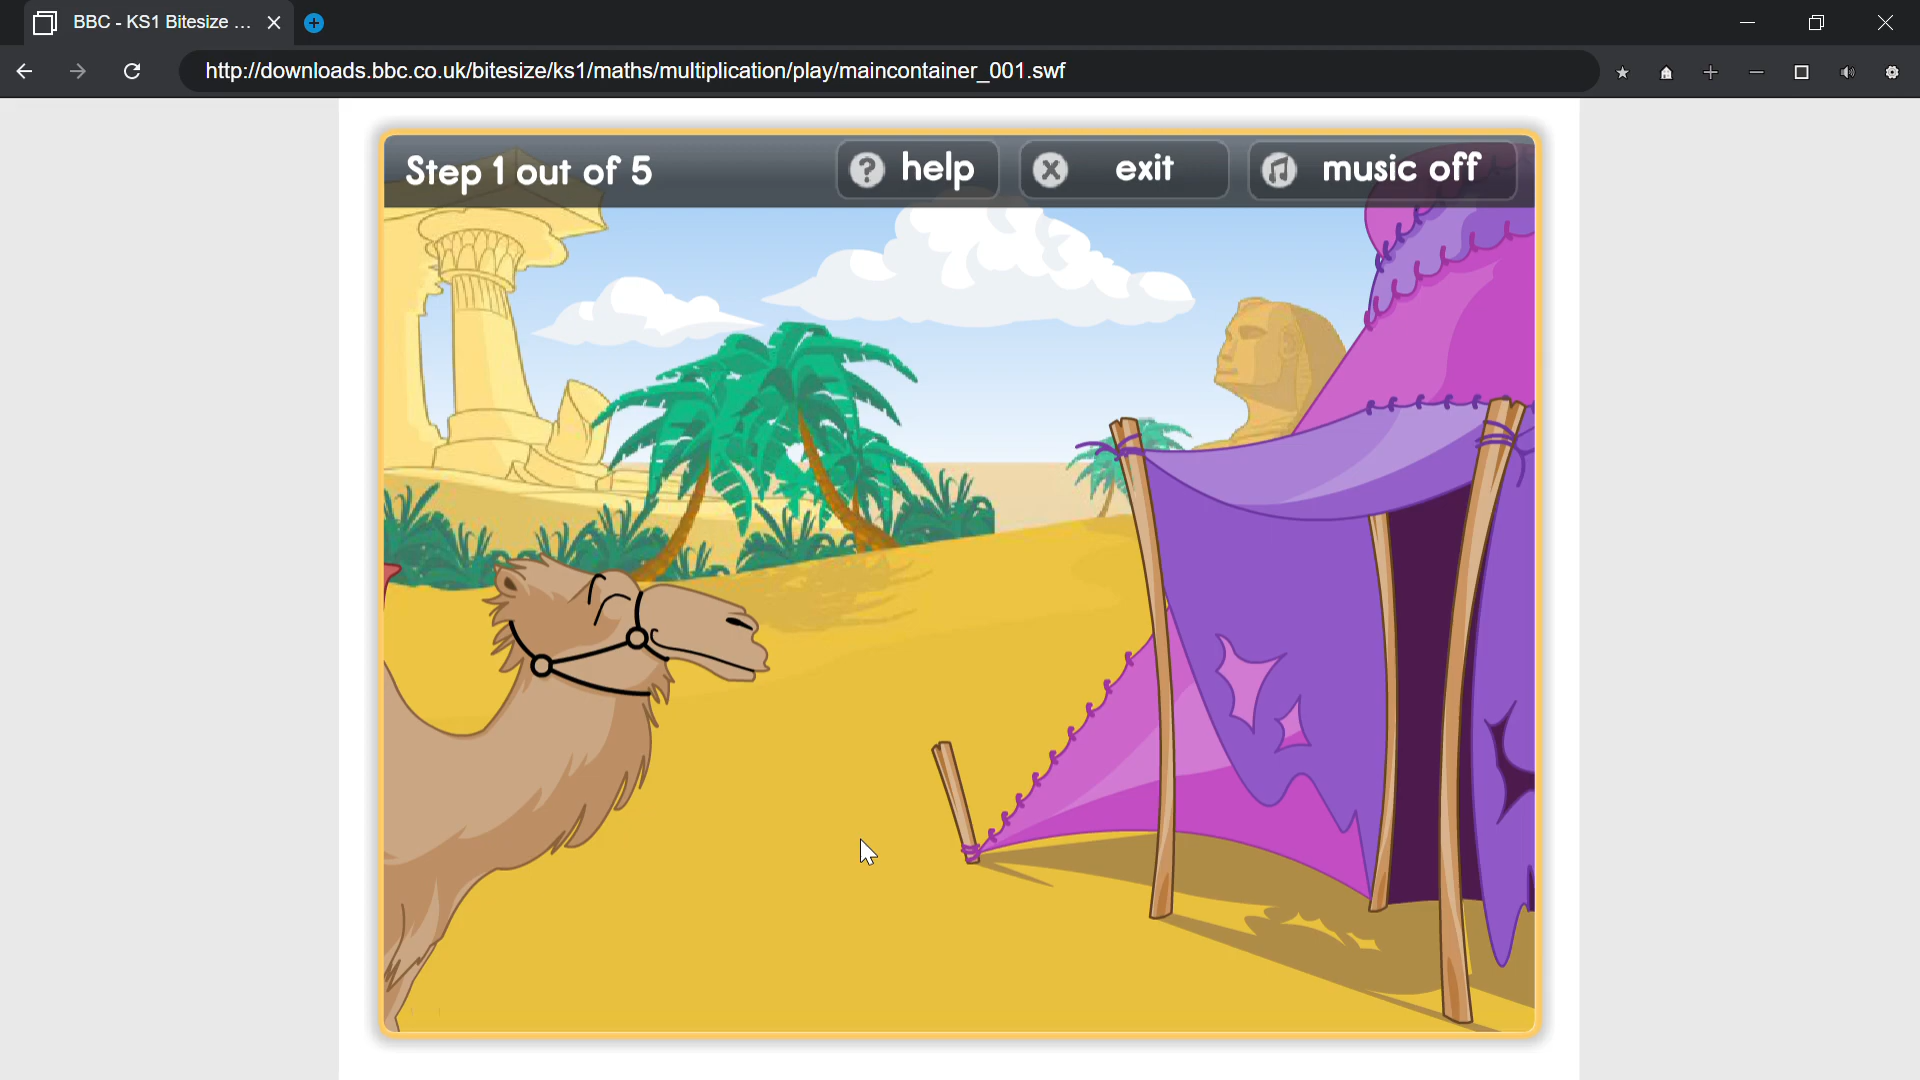 BBC - KS1 Bitesize ...
http://downloads.bbc.co.uk/bitesize/ks1/maths/multiplication/play/maincontainer_001.swf
Step 1 out of 5
? help
exit
music off